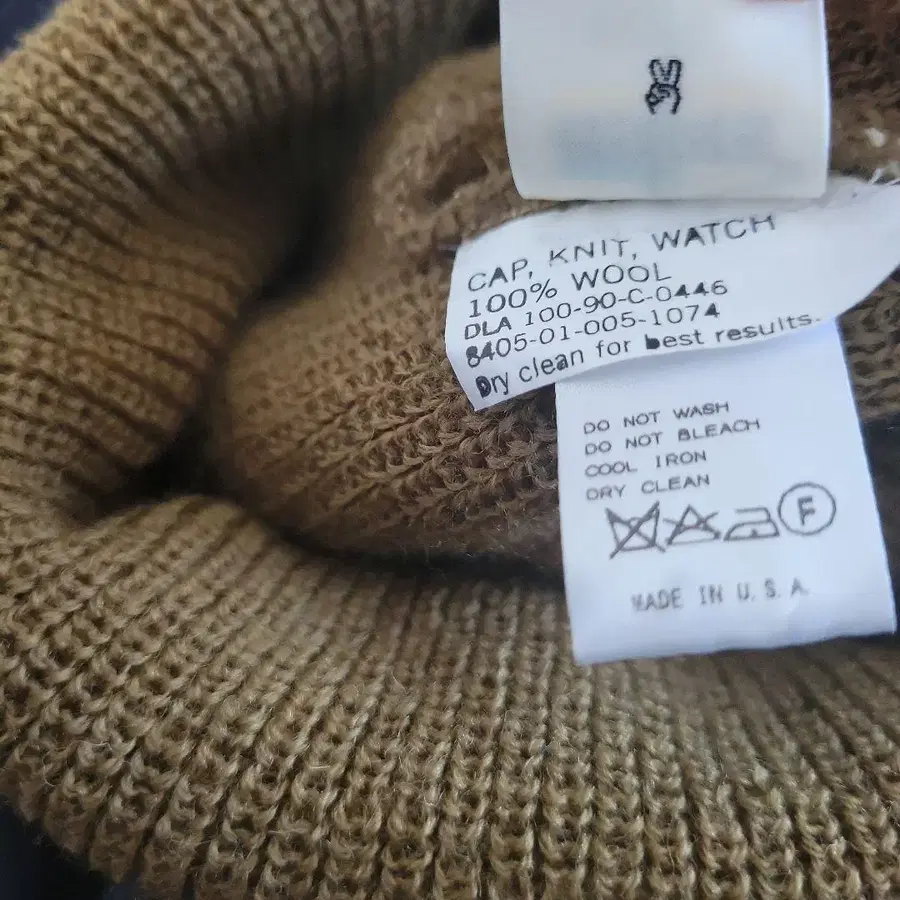 CAP, KNIT, WATCH
100% WOOL
DLA 100-90-C-0446
8405-01-005-1074
Dry clean for best results.
DO NOT WASH
DO NOT BLEACH
COOL IRON
DRY CLEAN
F
MADE IN U.S.A.